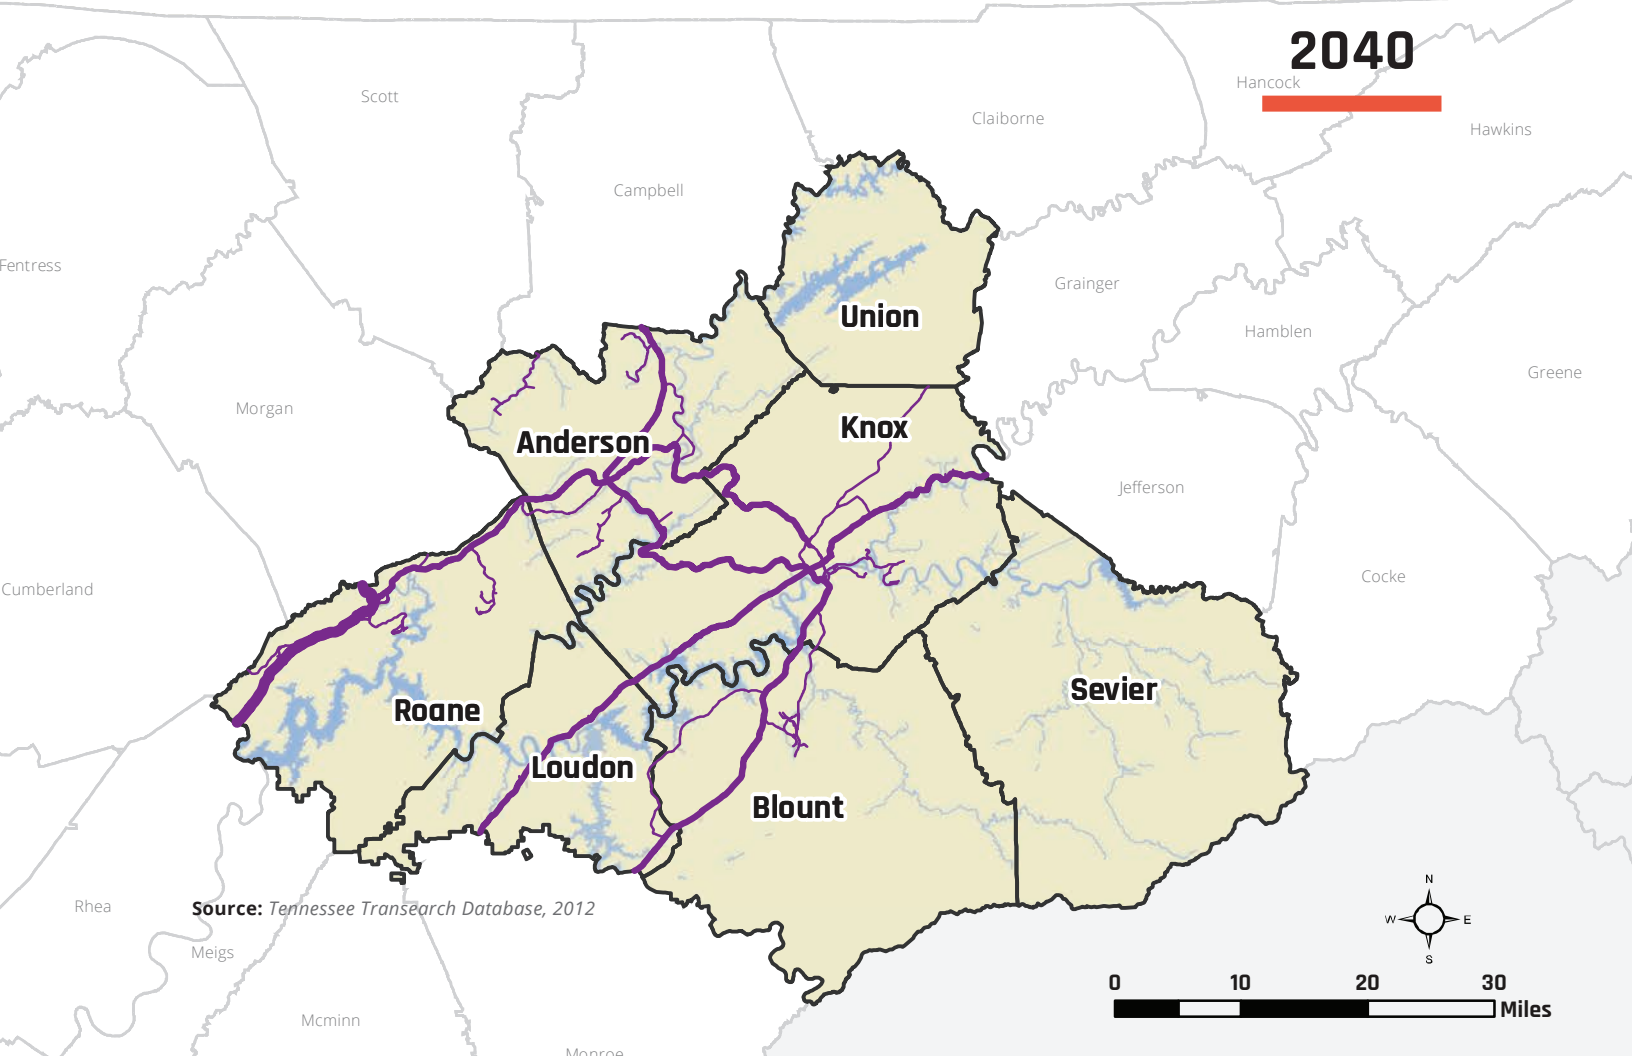 2040
Hancock
Scott
Claiborne
Hawkins
Campbell
Fentress
Grainger
Union
Hamblen
Greene
Morgan
Knox
Anderson
Jefferson
Cocke
Cumberland
Sevier
Roane
Loudon
Blount
Rhea
Source: Tennessee Transearch Database, 2012
Meigs
Mcminn
Monroe
N
W E
S
0 10 20 30
Miles